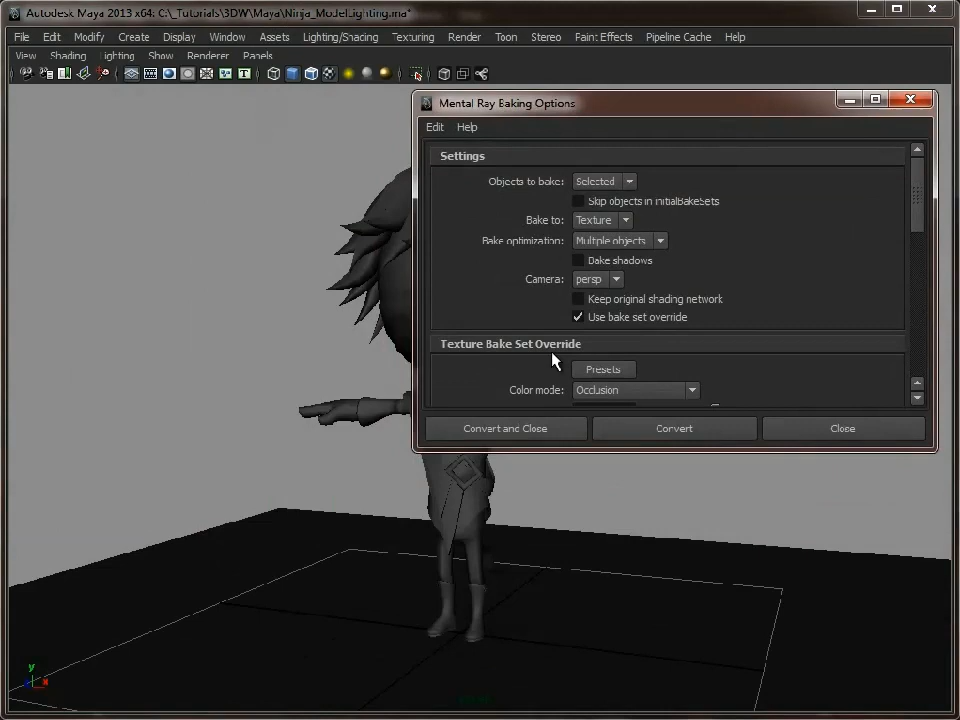 Autodesk Maya 2013 x64: C:\_Tutorials\3DW\Maya\Ninja_ModelLighting.ma*
File Edit Modify Create Display Window Assets Lighting/Shading Texturing Render Toon Stereo Paint Effects Pipeline Cache Help
View Shading Lighting Show Renderer Panels
Mental Ray Baking Options
Edit Help
Settings
Objects to bake: Selected
Skip objects in initialBakeSets
Bake to: Texture
Bake optimization: Multiple objects
Bake shadows
Camera: persp
Keep original shading network
Use bake set override
Texture Bake Set Override
Presets
Color mode: Occlusion
Convert and Close Convert Close
y
x